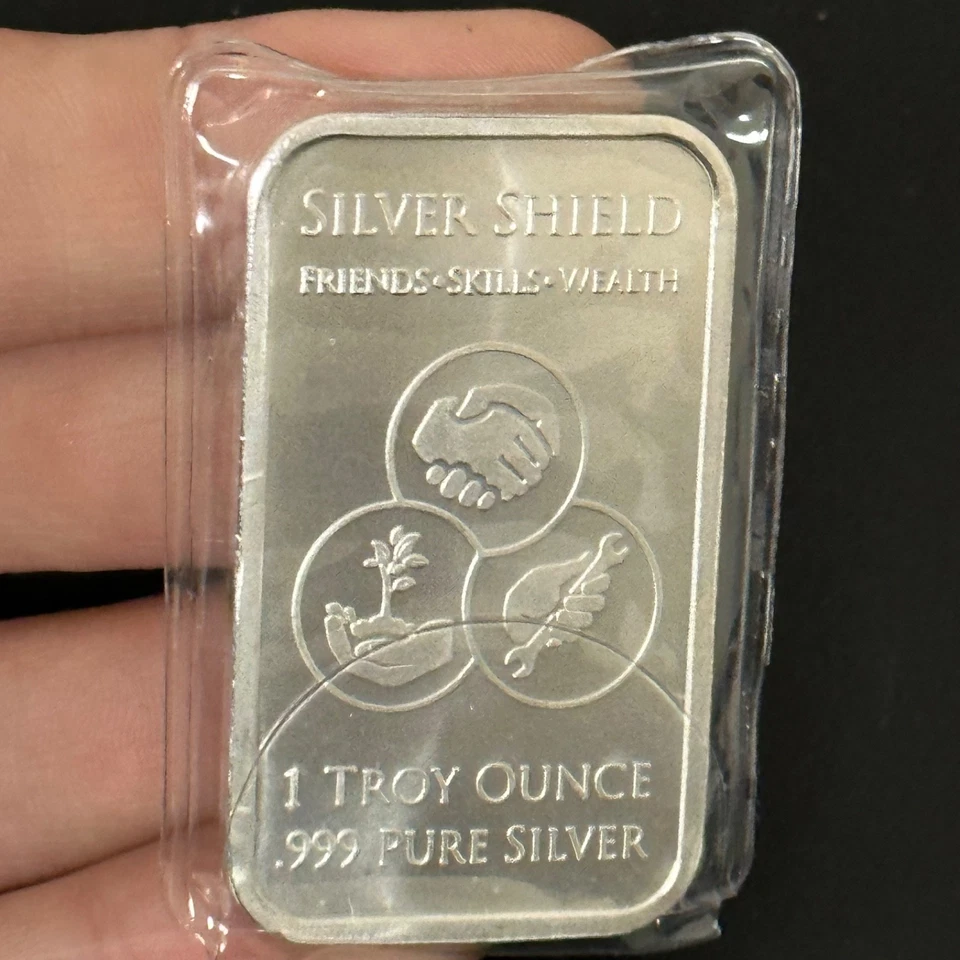 SILVER SHIELD
FRIENDS·SKILLS·WEALTH
1 TROY OUNCE
.999 PURE SILVER